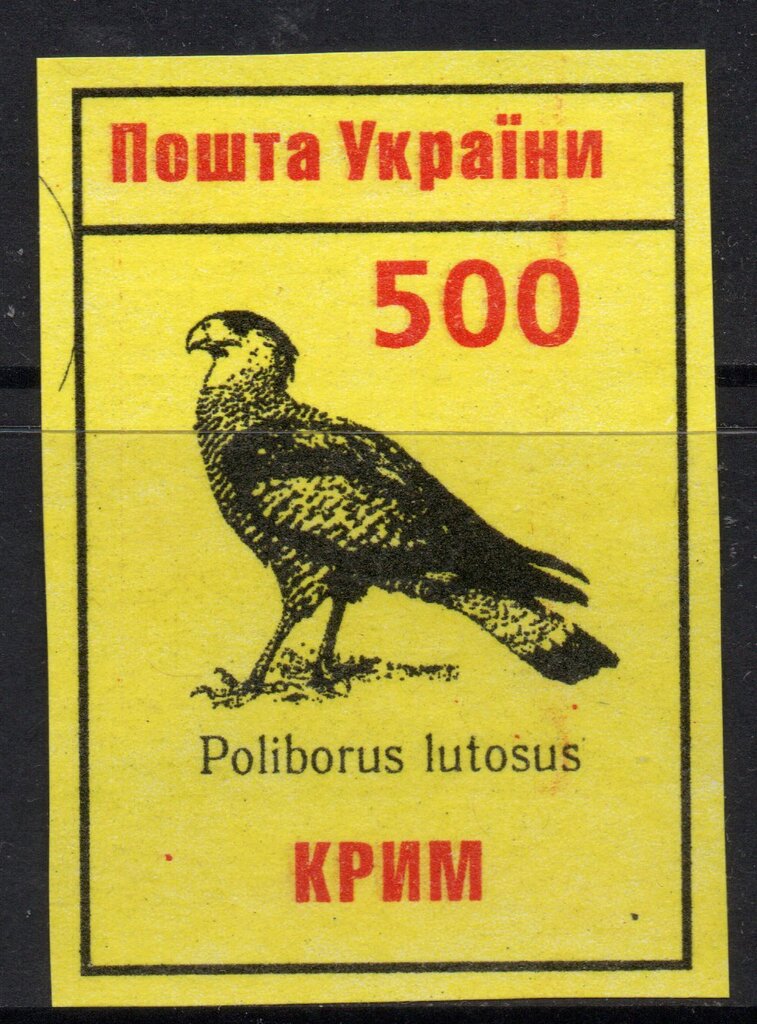 Пошта України
500
Poliborus lutosus
КРИМ